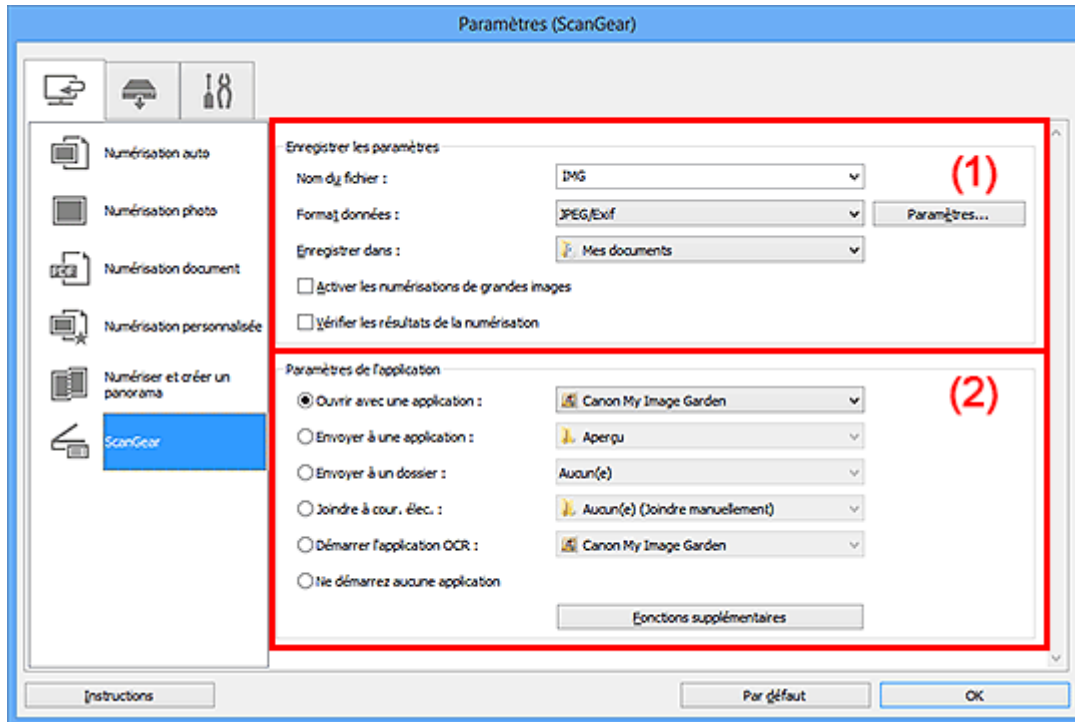 Paramètres (ScanGear)
Numérisation auto
Numérisation photo
Numérisation document
Numérisation personnalisée
Numériser et créer un
panorama
ScanGear
Enregistrer les paramètres
(1)
Nom du fichier :
IMG
Format données :
JPEG/Exif
Paramètres...
Enregistrer dans :
Mes documents
Activer les numérisations de grandes images
Vérifier les résultats de la numérisation
Paramètres de l'application
(2)
Ouvrir avec une application :
Canon My Image Garden
Envoyer à une application :
Aperçu
Envoyer à un dossier :
Aucun(e)
Joindre à cour. élec. :
Aucun(e) (Joindre manuellement)
Démarrer l'application OCR :
Canon My Image Garden
Ne démarrez aucune application
Fonctions supplémentaires
Instructions
Par défaut
OK